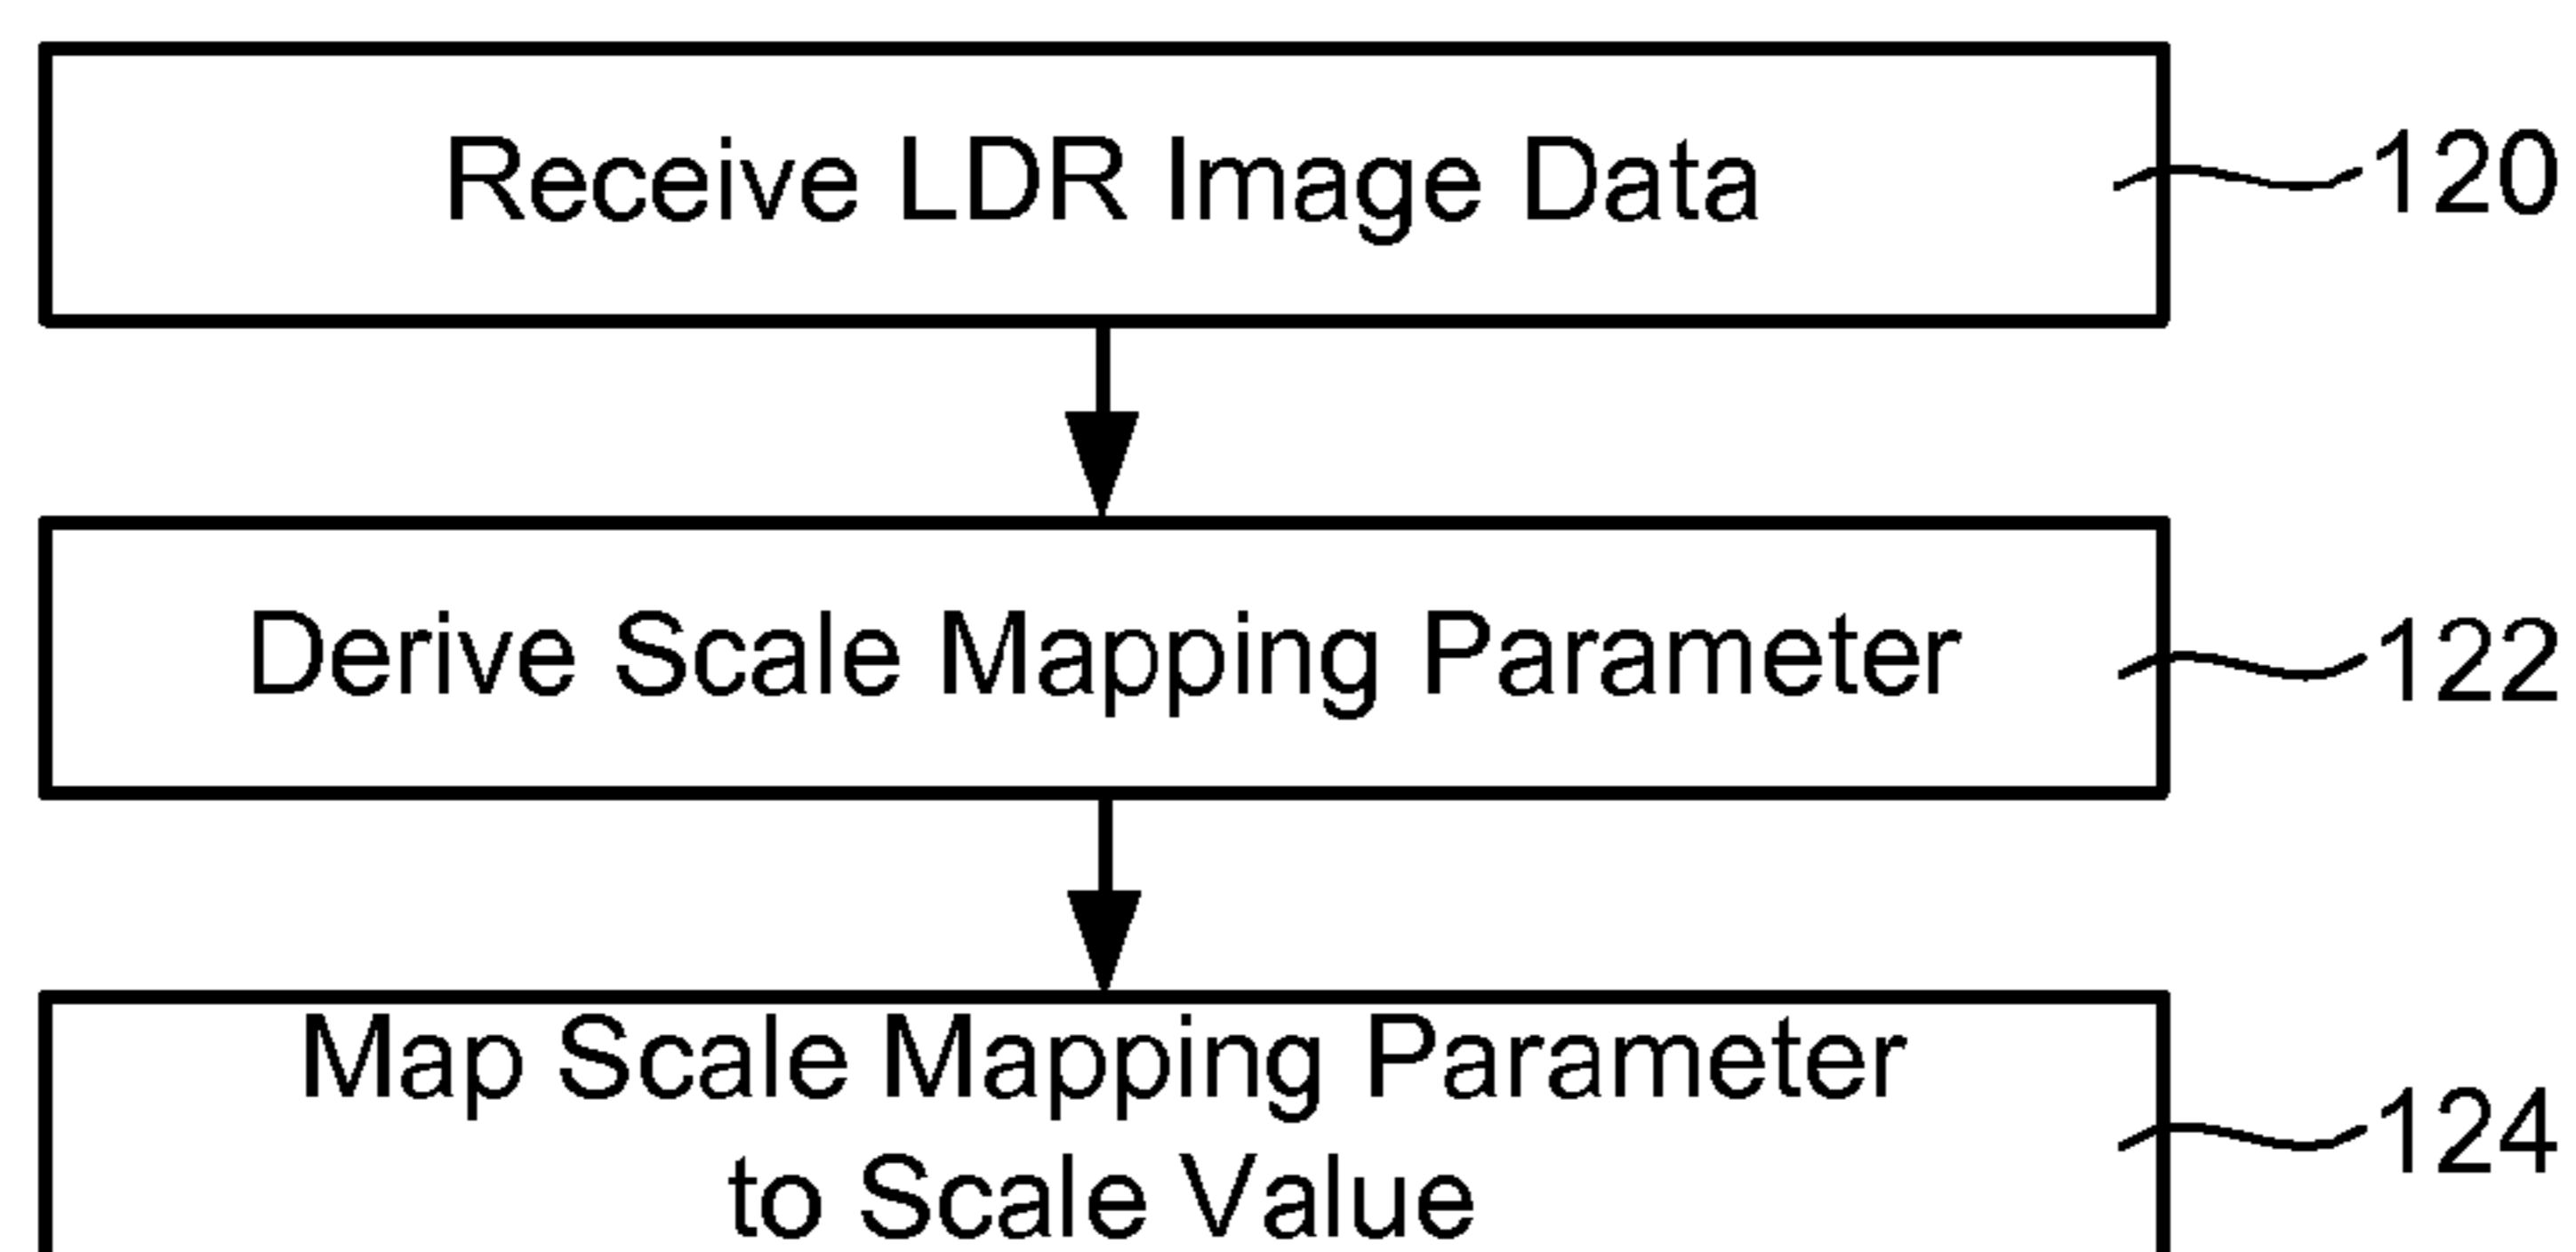 Receive LDR Image Data
120
Derive Scale Mapping Parameter
122
Map Scale Mapping Parameter
to Scale Value
124